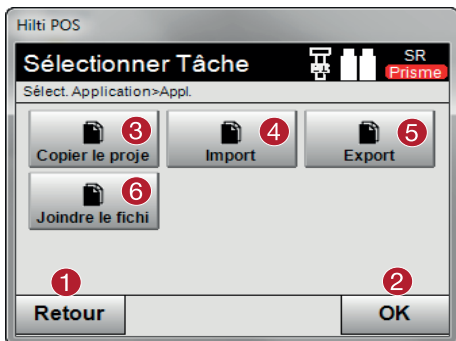 Hilti POS
Sélectionner Tâche
SR
Prisme
Sélect. Application>Appl.
3
4
5
Copier le proje
Import
Export
6
Joindre le fichi
1
2
Retour
OK